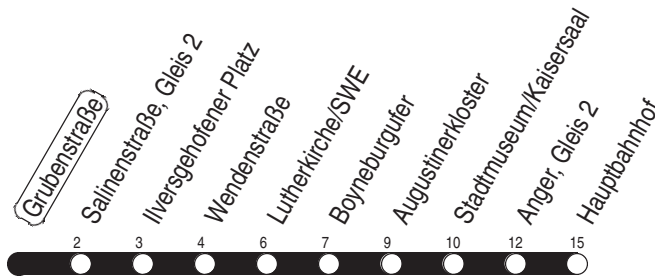 Grubenstraße
Salinenstraße, Gleis 2
Ilversgehofener Platz
Wendenstraße
Lutherkirche/SWE
Boyneburgufer
Augustinerkloster
Stadtmuseum/Kaisersaal
Anger, Gleis 2
Hauptbahnhof
2 3 4 6 7 9 10 12 15